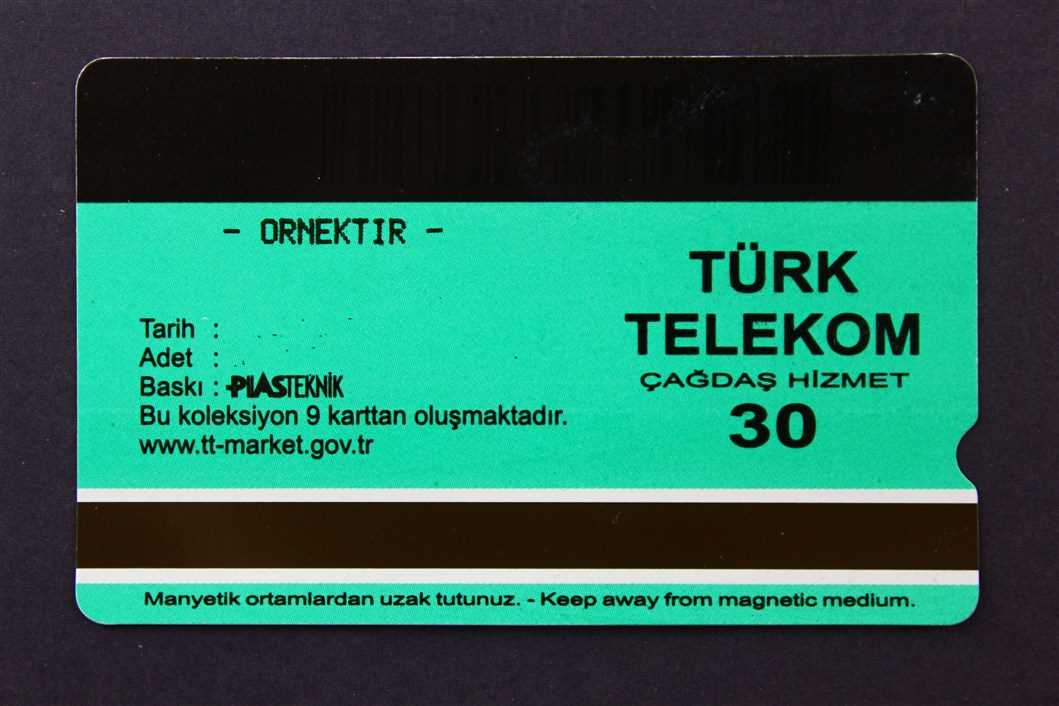 - ORNEKTIR -
Tarih :
Adet :
Baskı : PLASTEKNİK
Bu koleksiyon 9 karttan oluşmaktadır.
www.tt-market.gov.tr
TÜRK
TELEKOM
ÇAĞDAŞ HİZMET
30
Manyetik ortamlardan uzak tutunuz. - Keep away from magnetic medium.